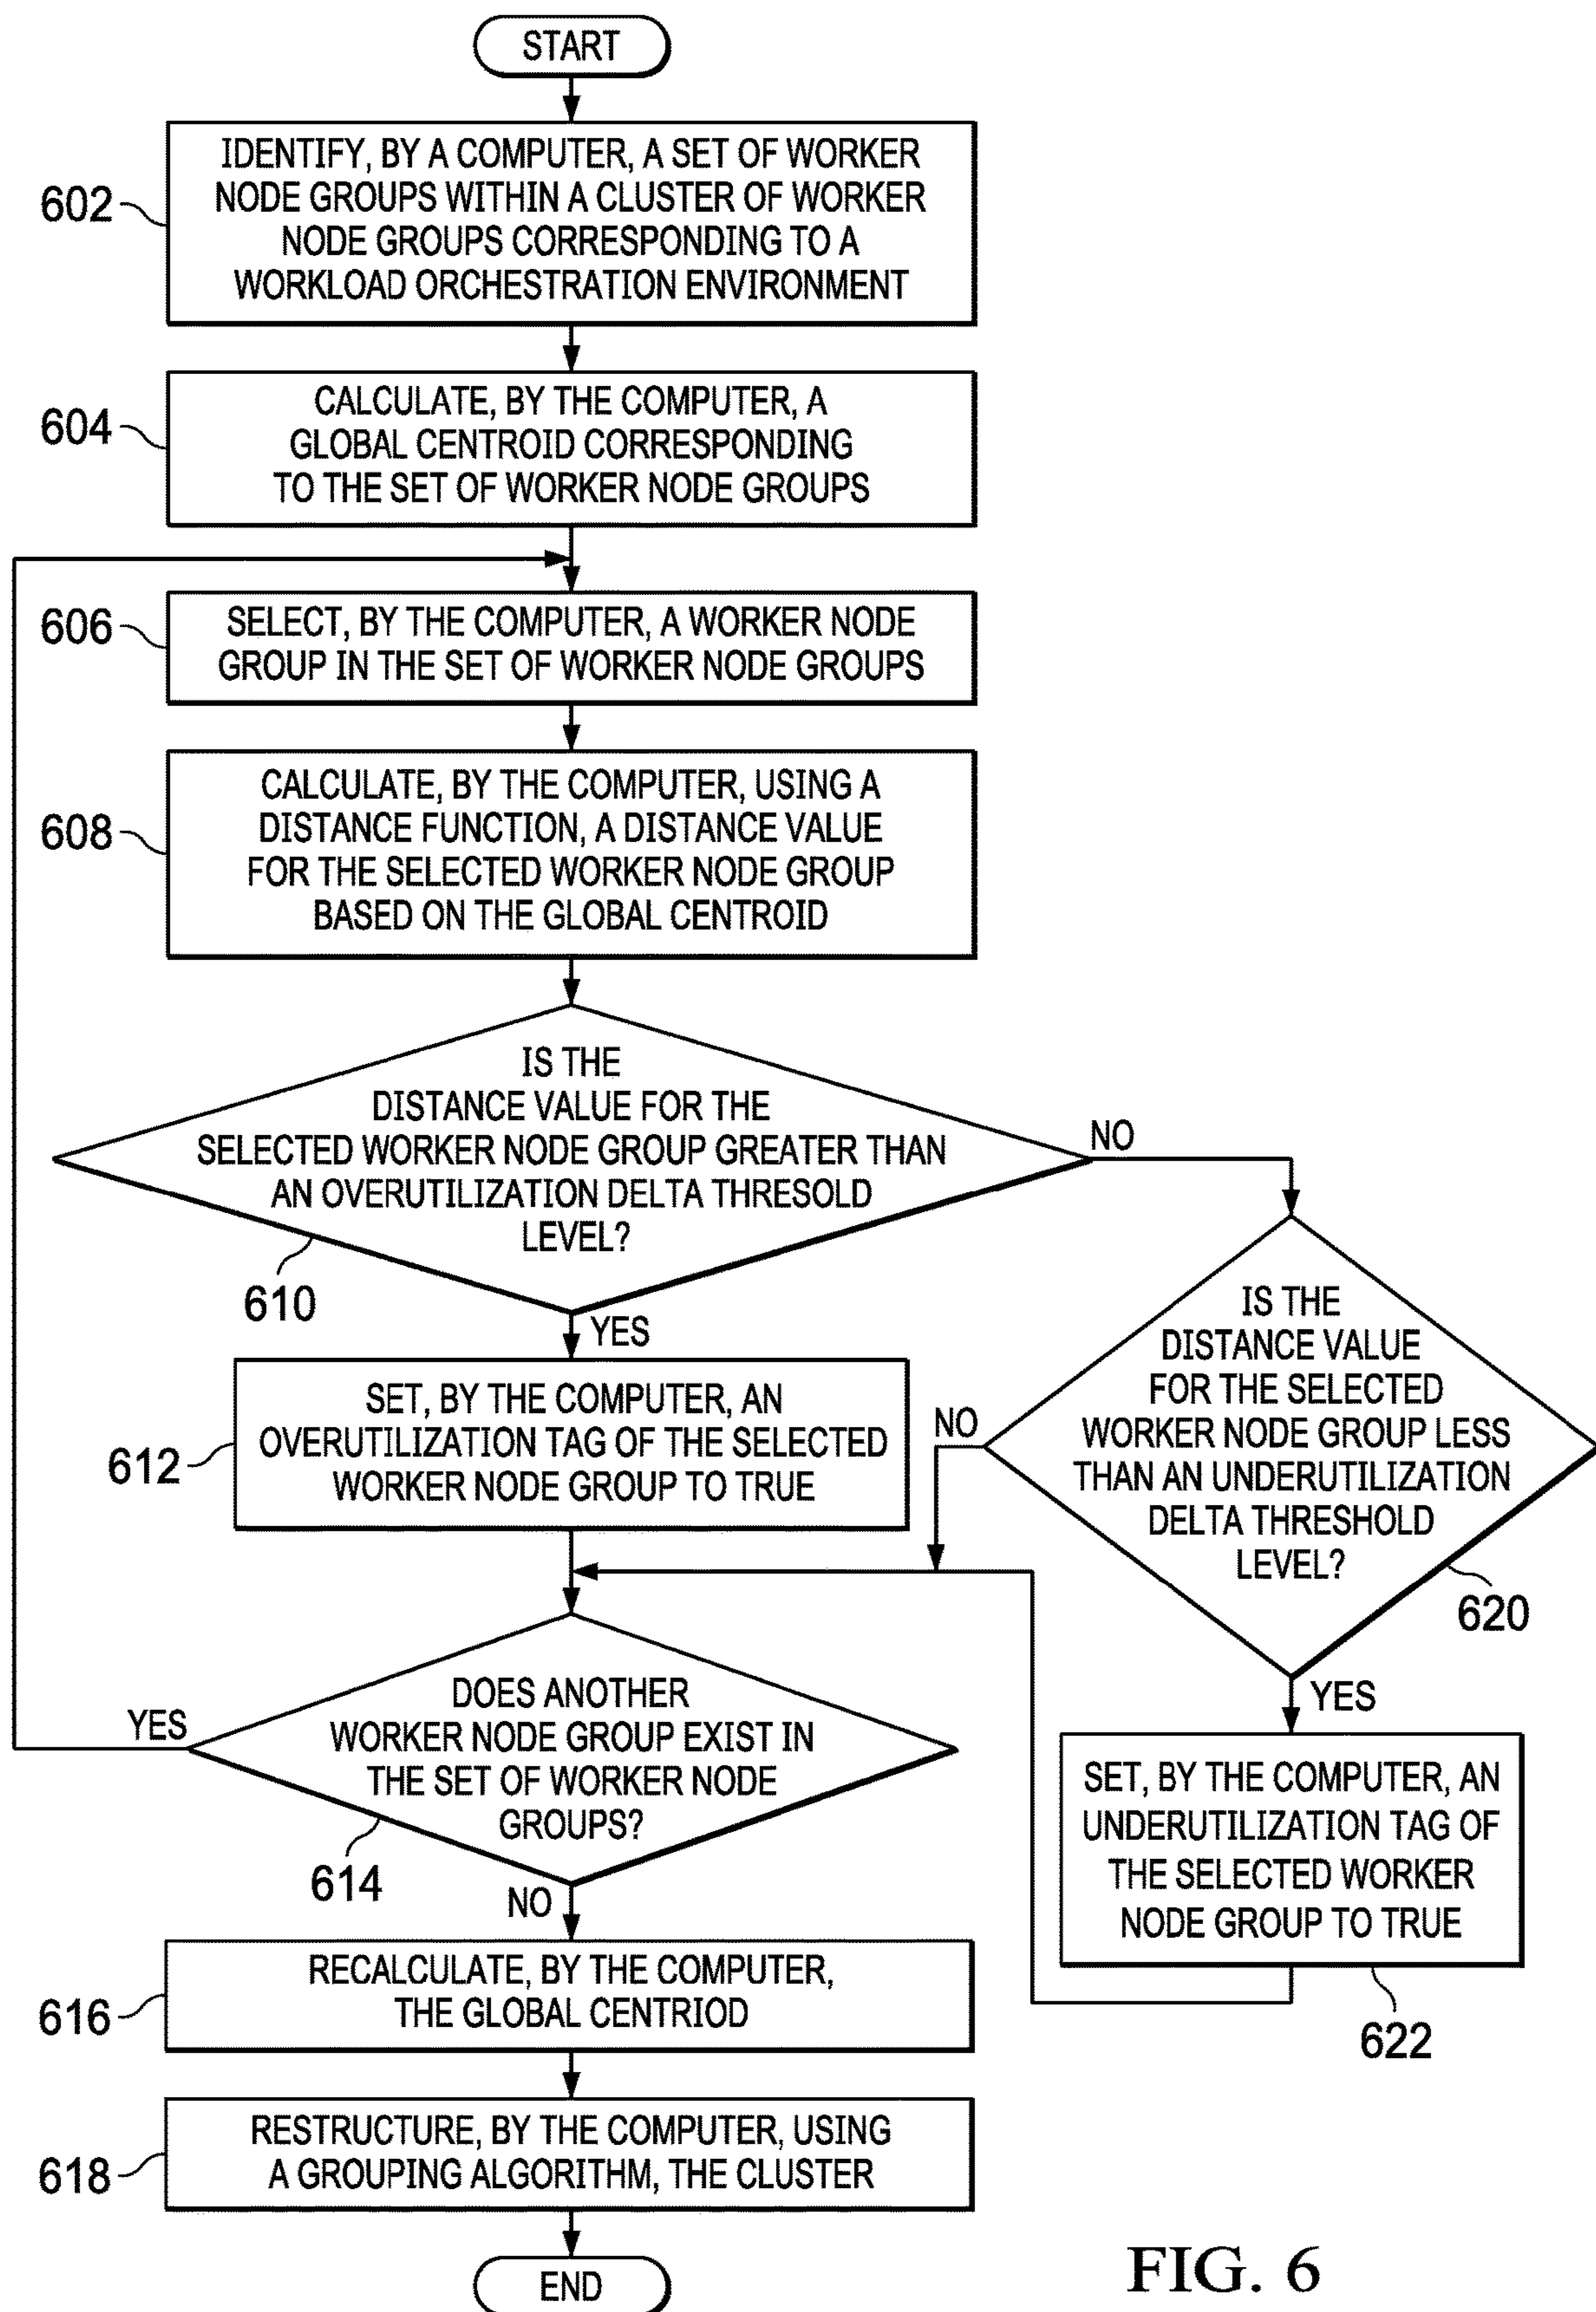 START
IDENTIFY, BY A COMPUTER, A SET OF WORKER
NODE GROUPS WITHIN A CLUSTER OF WORKER
NODE GROUPS CORRESPONDING TO A
WORKLOAD ORCHESTRATION ENVIRONMENT
602
CALCULATE, BY THE COMPUTER, A
GLOBAL CENTROID CORRESPONDING
TO THE SET OF WORKER NODE GROUPS
604
SELECT, BY THE COMPUTER, A WORKER NODE
GROUP IN THE SET OF WORKER NODE GROUPS
606
CALCULATE, BY THE COMPUTER, USING A
DISTANCE FUNCTION, A DISTANCE VALUE
FOR THE SELECTED WORKER NODE GROUP
BASED ON THE GLOBAL CENTROID
608
IS THE
DISTANCE VALUE FOR THE
SELECTED WORKER NODE GROUP GREATER THAN
AN OVERUTILIZATION DELTA THRESOLD
LEVEL?
610
NO
YES
SET, BY THE COMPUTER, AN
OVERUTILIZATION TAG OF THE SELECTED
WORKER NODE GROUP TO TRUE
612
IS THE
DISTANCE VALUE
FOR THE SELECTED
WORKER NODE GROUP LESS
THAN AN UNDERUTILIZATION
DELTA THRESHOLD
LEVEL?
620
NO
YES
SET, BY THE COMPUTER, AN
UNDERUTILIZATION TAG OF
THE SELECTED WORKER
NODE GROUP TO TRUE
622
DOES ANOTHER
WORKER NODE GROUP EXIST IN
THE SET OF WORKER NODE
GROUPS?
614
YES
NO
RECALCULATE, BY THE COMPUTER,
THE GLOBAL CENTRIOD
616
RESTRUCTURE, BY THE COMPUTER, USING
A GROUPING ALGORITHM, THE CLUSTER
618
END
FIG. 6